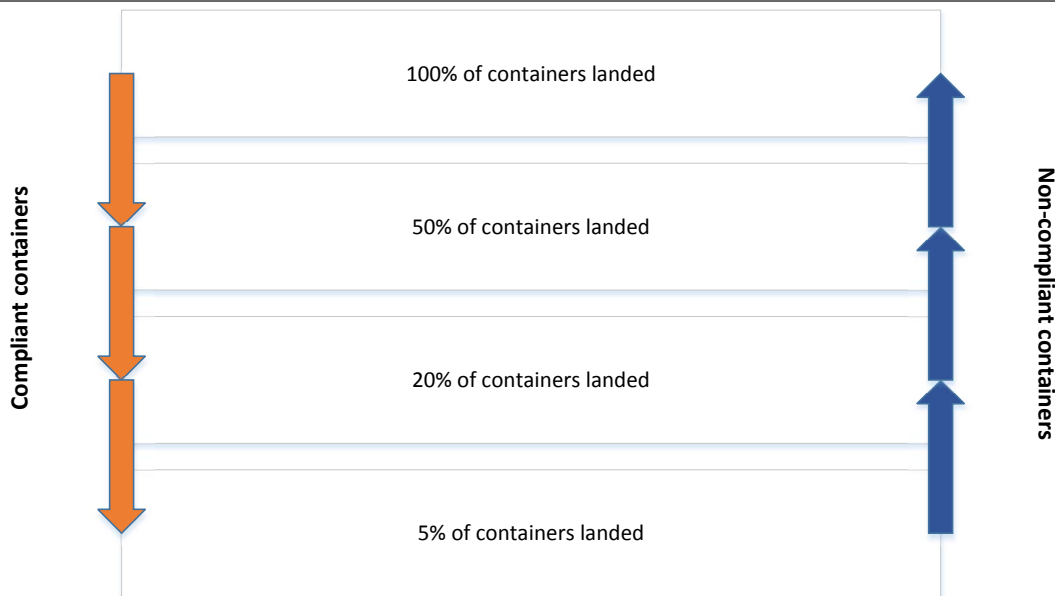 100% of containers landed
50% of containers landed
20% of containers landed
5% of containers landed
Compliant containers
Non-compliant containers